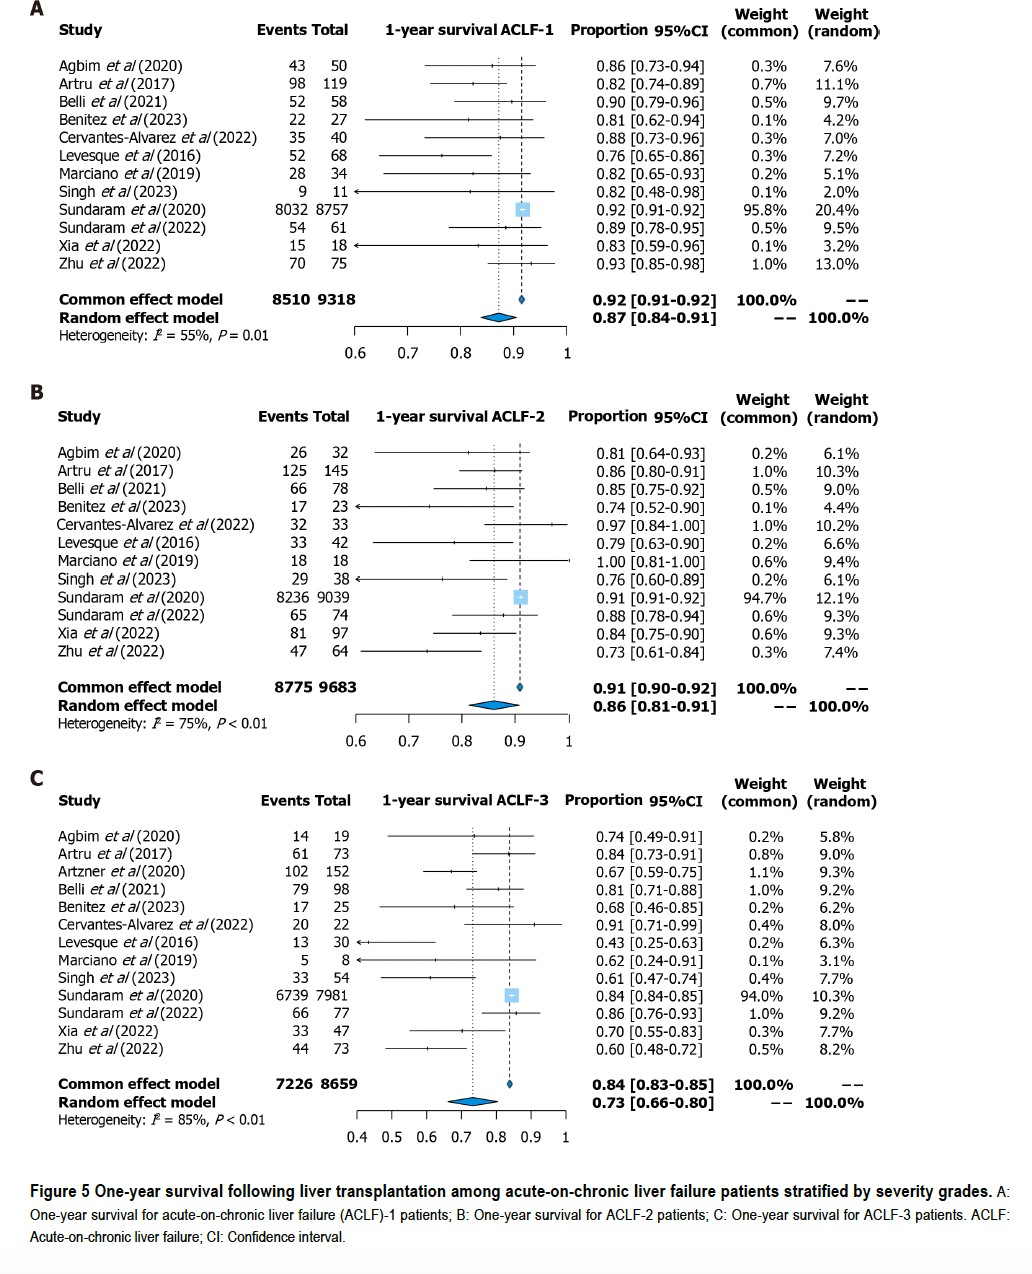 A
Weight Weight
Study Events Total 1-year survival ACLF-1 Proportion 95%CI (common) (random)
Agbim et al (2020) 43 50 0.86 [0.73-0.94] 0.3% 7.6%
Artru et al (2017) 98 119 0.82 [0.74-0.89] 0.7% 11.1%
Belli et al (2021) 52 58 0.90 [0.79-0.96] 0.5% 9.7%
Benitez et al (2023) 22 27 0.81 [0.62-0.94] 0.1% 4.2%
Cervantes-Alvarez et al (2022) 35 40 0.88 [0.73-0.96] 0.3% 7.0%
Levesque et al (2016) 52 68 0.76 [0.65-0.86] 0.3% 7.2%
Marciano et al (2019) 28 34 0.82 [0.65-0.93] 0.2% 5.1%
Singh et al (2023) 9 11 0.82 [0.48-0.98] 0.1% 2.0%
Sundaram et al (2020) 8032 8757 0.92 [0.91-0.92] 95.8% 20.4%
Sundaram et al (2022) 54 61 0.89 [0.78-0.95] 0.5% 9.5%
Xia et al (2022) 15 18 0.83 [0.59-0.96] 0.1% 3.2%
Zhu et al (2022) 70 75 0.93 [0.85-0.98] 1.0% 13.0%
Common effect model 8510 9318 0.92 [0.91-0.92] 100.0% --
Random effect model 0.87 [0.84-0.91] -- 100.0%
Heterogeneity: I² = 55%, P = 0.01
0.6 0.7 0.8 0.9 1
B
Weight Weight
Study Events Total 1-year survival ACLF-2 Proportion 95%CI (common) (random)
Agbim et al (2020) 26 32 0.81 [0.64-0.93] 0.2% 6.1%
Artru et al (2017) 125 145 0.86 [0.80-0.91] 1.0% 10.3%
Belli et al (2021) 66 78 0.85 [0.75-0.92] 0.5% 9.0%
Benitez et al (2023) 17 23 0.74 [0.52-0.90] 0.1% 4.4%
Cervantes-Alvarez et al (2022) 32 33 0.97 [0.84-1.00] 1.0% 10.2%
Levesque et al (2016) 33 42 0.79 [0.63-0.90] 0.2% 6.6%
Marciano et al (2019) 18 18 1.00 [0.81-1.00] 0.6% 9.4%
Singh et al (2023) 29 38 0.76 [0.60-0.89] 0.2% 6.1%
Sundaram et al (2020) 8236 9039 0.91 [0.91-0.92] 94.7% 12.1%
Sundaram et al (2022) 65 74 0.88 [0.78-0.94] 0.6% 9.3%
Xia et al (2022) 81 97 0.84 [0.75-0.90] 0.6% 9.3%
Zhu et al (2022) 47 64 0.73 [0.61-0.84] 0.3% 7.4%
Common effect model 8775 9683 0.91 [0.90-0.92] 100.0% --
Random effect model 0.86 [0.81-0.91] -- 100.0%
Heterogeneity: I² = 75%, P < 0.01
0.6 0.7 0.8 0.9 1
C
Weight Weight
Study Events Total 1-year survival ACLF-3 Proportion 95%CI (common) (random)
Agbim et al (2020) 14 19 0.74 [0.49-0.91] 0.2% 5.8%
Artru et al (2017) 61 73 0.84 [0.73-0.91] 0.8% 9.0%
Artzner et al (2020) 102 152 0.67 [0.59-0.75] 1.1% 9.3%
Belli et al (2021) 79 98 0.81 [0.71-0.88] 1.0% 9.2%
Benitez et al (2023) 17 25 0.68 [0.46-0.85] 0.2% 6.2%
Cervantes-Alvarez et al (2022) 20 22 0.91 [0.71-0.99] 0.4% 8.0%
Levesque et al (2016) 13 30 0.43 [0.25-0.63] 0.2% 6.3%
Marciano et al (2019) 5 8 0.62 [0.24-0.91] 0.1% 3.1%
Singh et al (2023) 33 54 0.61 [0.47-0.74] 0.4% 7.7%
Sundaram et al (2020) 6739 7981 0.84 [0.84-0.85] 94.0% 10.3%
Sundaram et al (2022) 66 77 0.86 [0.76-0.93] 1.0% 9.2%
Xia et al (2022) 33 47 0.70 [0.55-0.83] 0.3% 7.7%
Zhu et al (2022) 44 73 0.60 [0.48-0.72] 0.5% 8.2%
Common effect model 7226 8659 0.84 [0.83-0.85] 100.0% --
Random effect model 0.73 [0.66-0.80] -- 100.0%
Heterogeneity: I² = 85%, P < 0.01
0.4 0.5 0.6 0.7 0.8 0.9 1
Figure 5 One-year survival following liver transplantation among acute-on-chronic liver failure patients stratified by severity grades. A:
One-year survival for acute-on-chronic liver failure (ACLF)-1 patients; B: One-year survival for ACLF-2 patients; C: One-year survival for ACLF-3 patients. ACLF:
Acute-on-chronic liver failure; CI: Confidence interval.